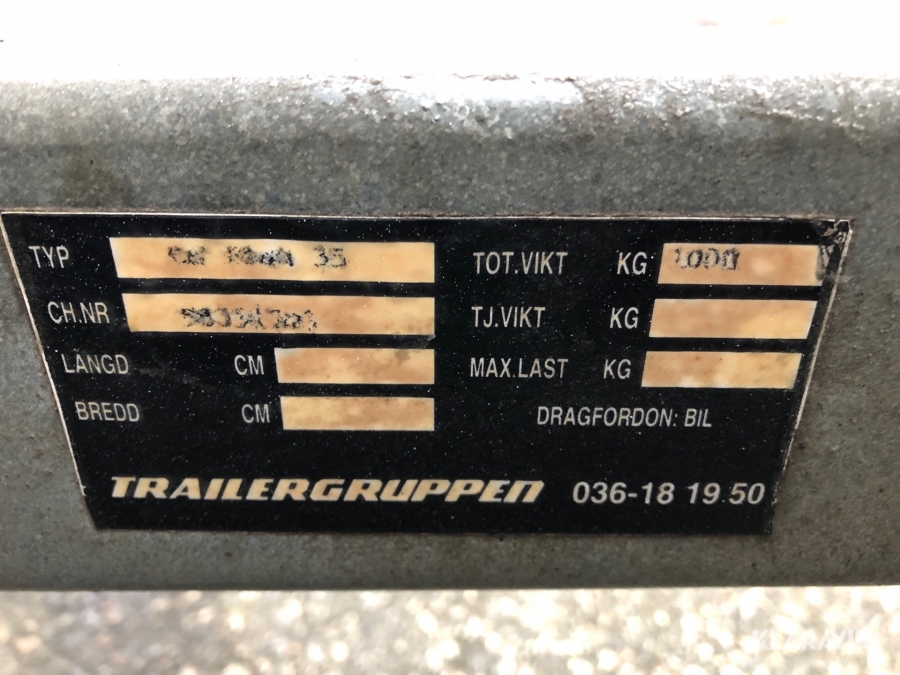 TYP 35 TOT.VIKT KG 1000
CH.NR TJ.VIKT KG
LÄNGD CM MAX.LAST KG
BREDD CM DRAGFORDON: BIL
TRAILERGRUPPEN 036-18 19 50